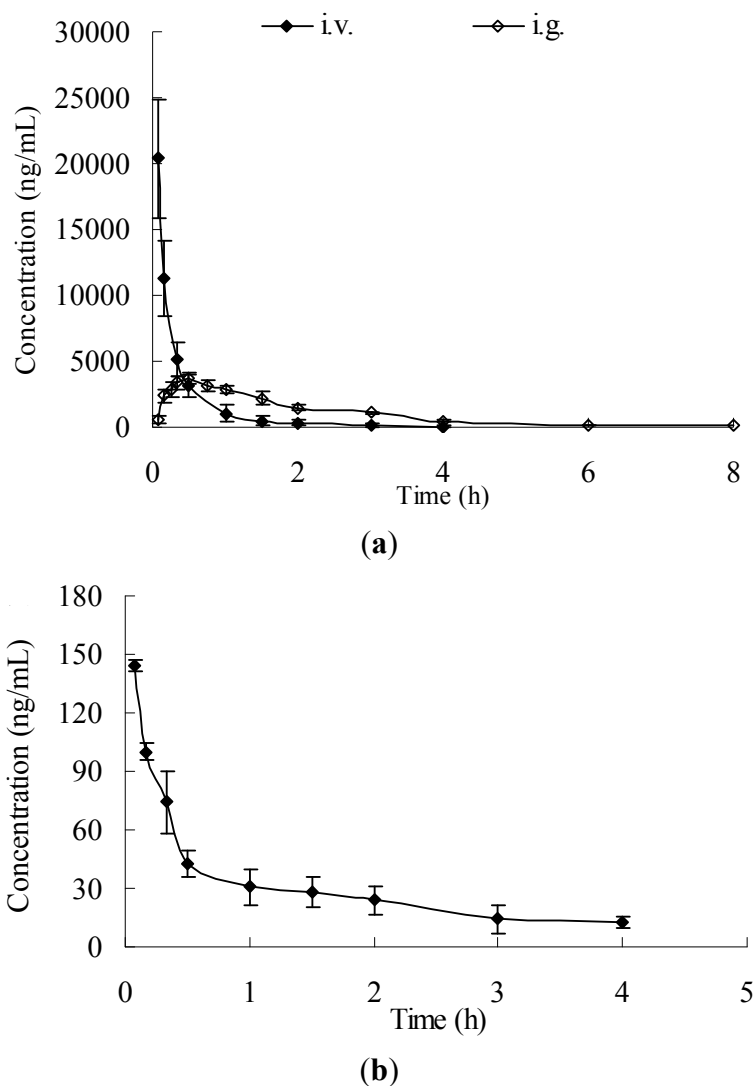 i.v. i.g.
Concentration (ng/mL)
30000
25000
20000
15000
10000
5000
0
0 2 4 6 8
Time (h)
(a)
Concentration (ng/mL)
180
150
120
90
60
30
0
0 1 2 3 4 5
Time (h)
(b)